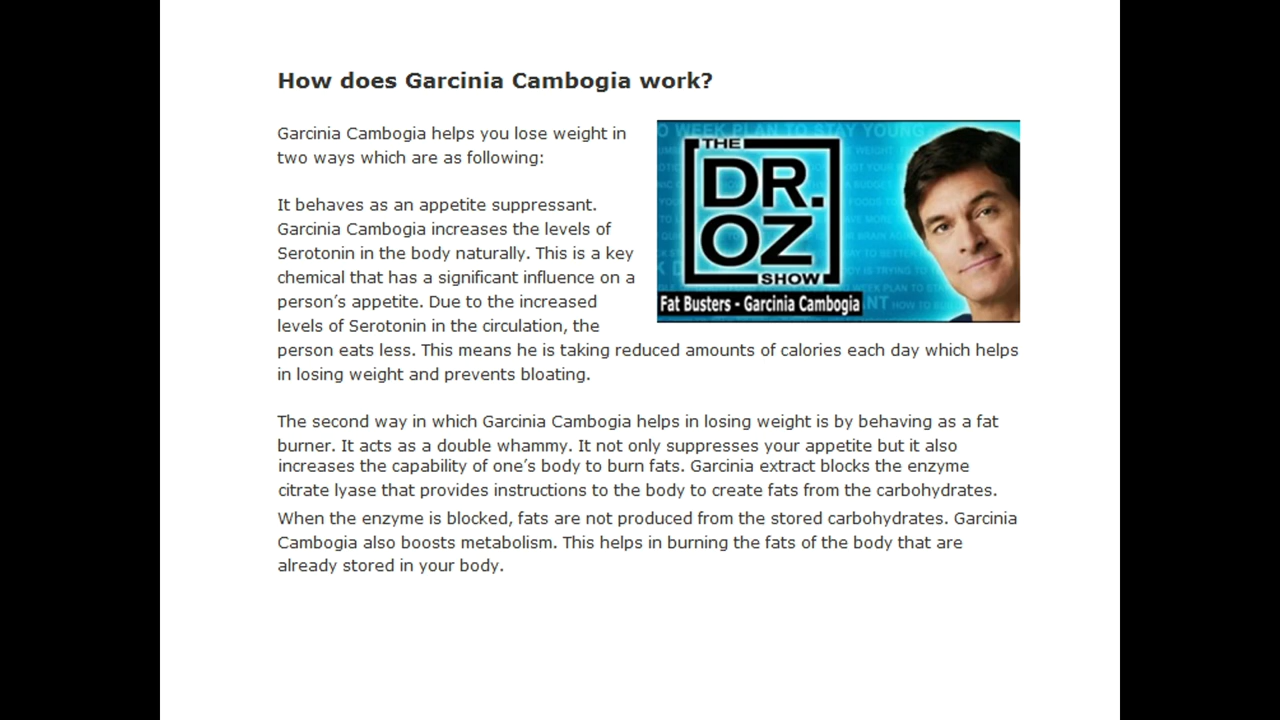 How does Garcinia Cambogia work?
Garcinia Cambogia helps you lose weight in
two ways which are as following:
It behaves as an appetite suppressant.
Garcinia Cambogia increases the levels of
Serotonin in the body naturally. This is a key
chemical that has a significant influence on a
person’s appetite. Due to the increased
levels of Serotonin in the circulation, the
person eats less. This means he is taking reduced amounts of calories each day which helps
in losing weight and prevents bloating.
WEEK PLAN TO STAY YOUNG
THE
DR.
OZ
SHOW
Fat Busters - Garcinia Cambogia
The second way in which Garcinia Cambogia helps in losing weight is by behaving as a fat
burner. It acts as a double whammy. It not only suppresses your appetite but it also
increases the capability of one’s body to burn fats. Garcinia extract blocks the enzyme
citrate lyase that provides instructions to the body to create fats from the carbohydrates.
When the enzyme is blocked, fats are not produced from the stored carbohydrates. Garcinia
Cambogia also boosts metabolism. This helps in burning the fats of the body that are
already stored in your body.